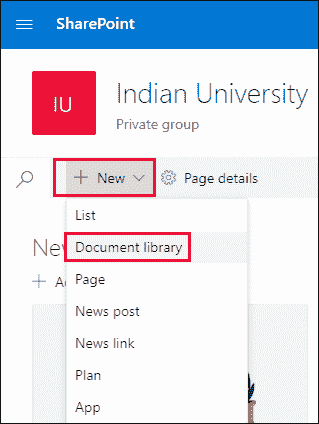 SharePoint
IU
Indian University
Private group
+ New Page details
List
Document library
Ne
Page
+ A
News post
News link
Plan
App